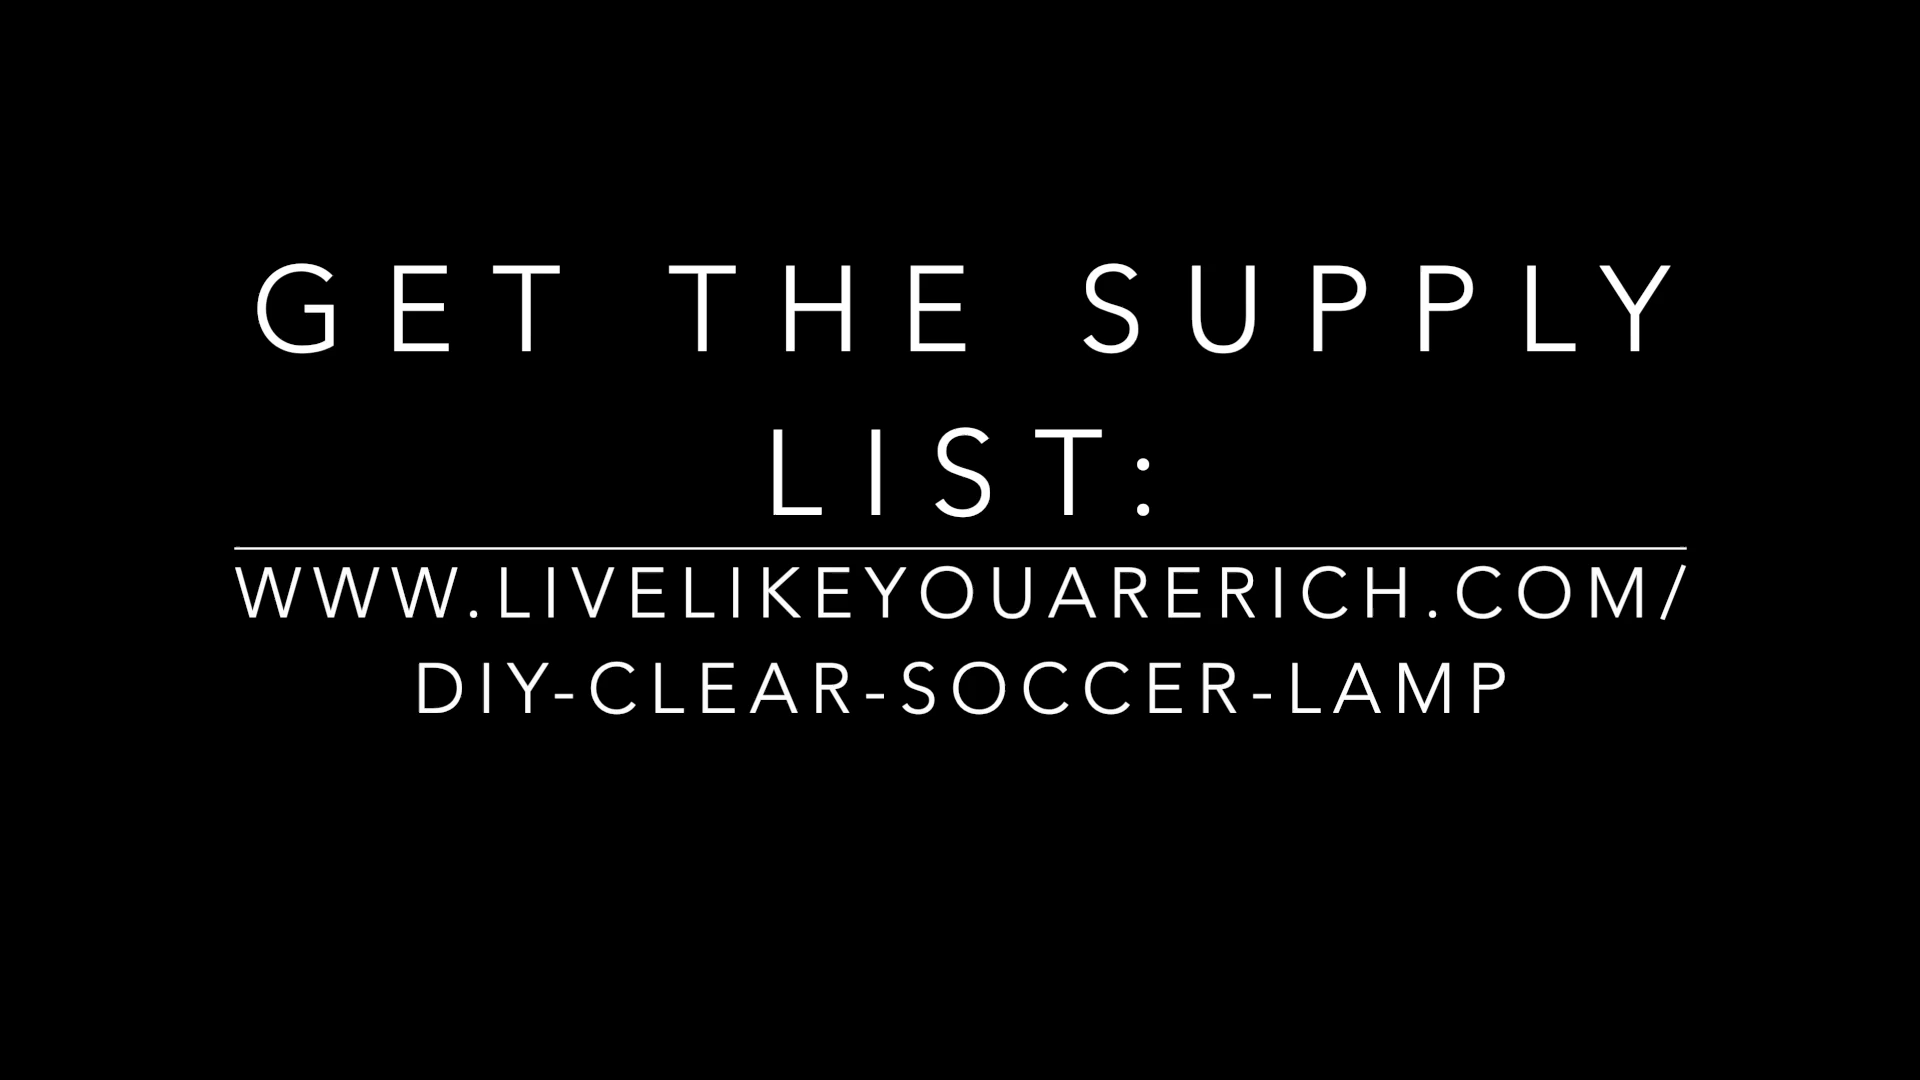 GET THE SUPPLY
LIST:
WWW.LIVELIKEYOUARERICH.COM/
DIY-CLEAR-SOCCER-LAMP